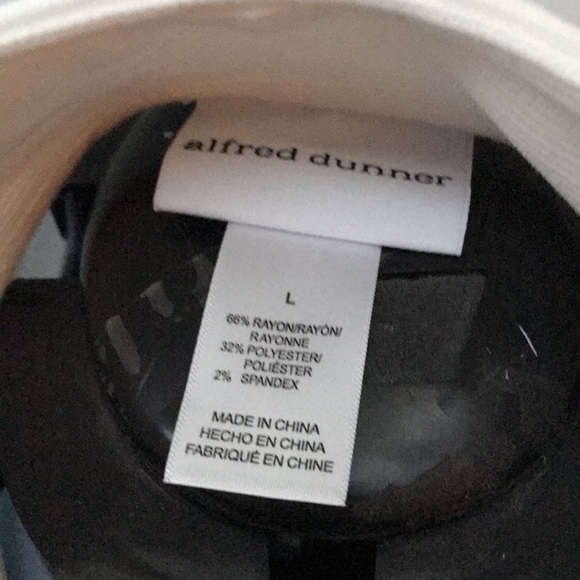 alfred dunner
L
66% RAYON/RAYÓN/
RAYONNE
32% POLYESTER/
POLIÉSTER
2% SPANDEX
MADE IN CHINA
HECHO EN CHINA
FABRIQUÉ EN CHINE